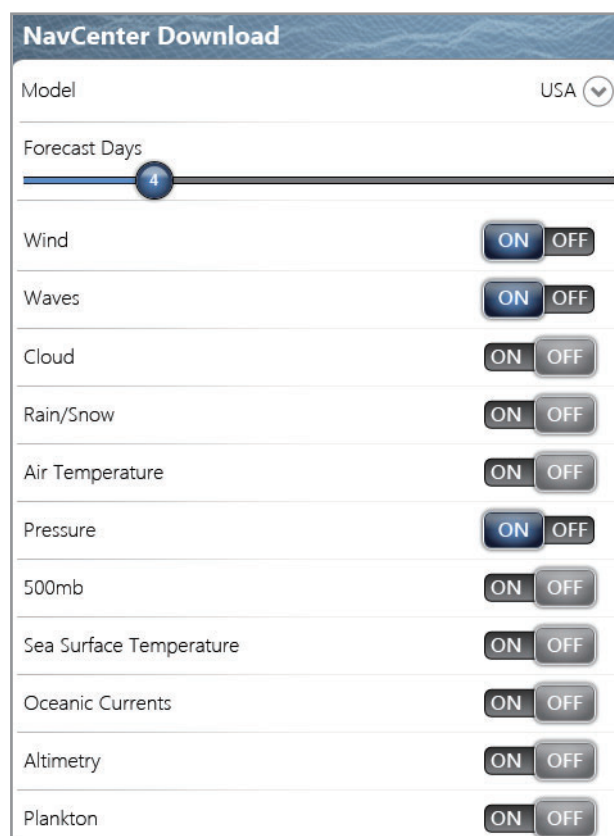 NavCenter Download
Model USA
Forecast Days
4
Wind ON OFF
Waves ON OFF
Cloud ON OFF
Rain/Snow ON OFF
Air Temperature ON OFF
Pressure ON OFF
500mb ON OFF
Sea Surface Temperature ON OFF
Oceanic Currents ON OFF
Altimetry ON OFF
Plankton ON OFF